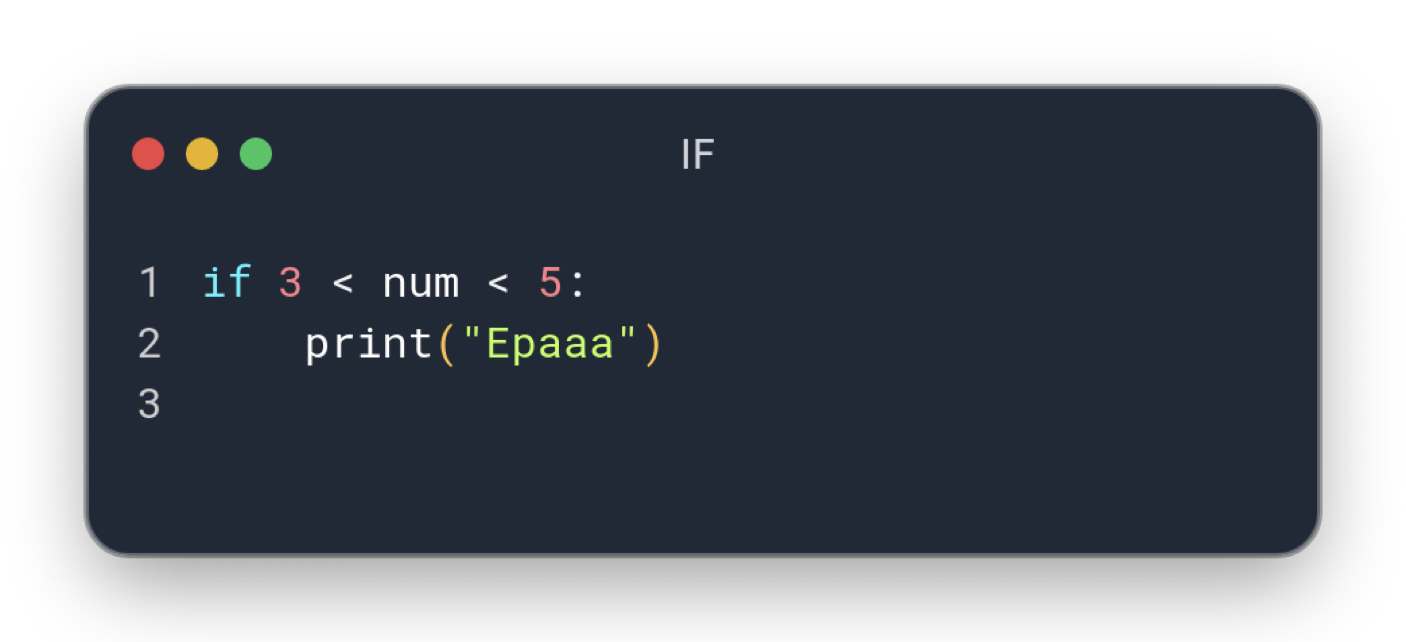 IF
1 if 3 < num < 5:
2     print("Epaaa")
3